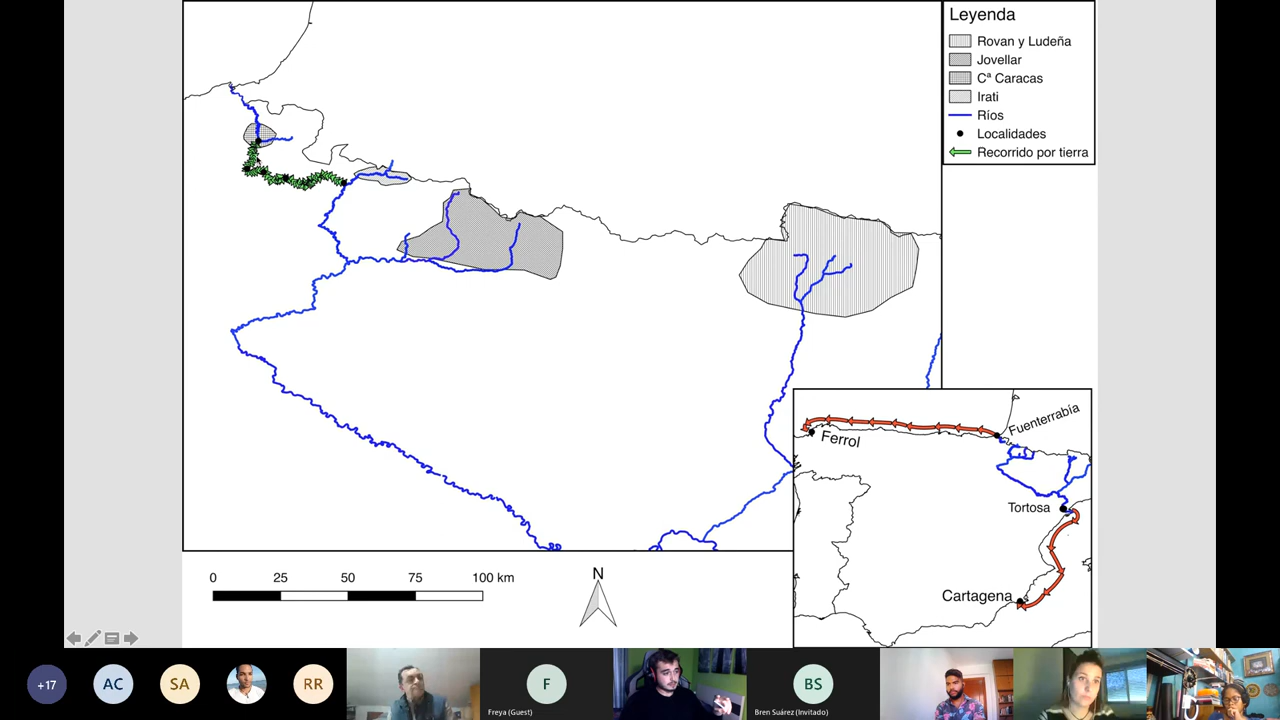 Leyenda
Rovan y Ludeña
Jovellar
Cª Caracas
Irati
Ríos
Localidades
Recorrido por tierra
Fuenterrabía
Ferrol
Tortosa
Cartagena
0 25 50 75 100 km
N
+17
AC
SA
RR
F
Freya (Guest)
BS
Bren Suárez (Invitado)